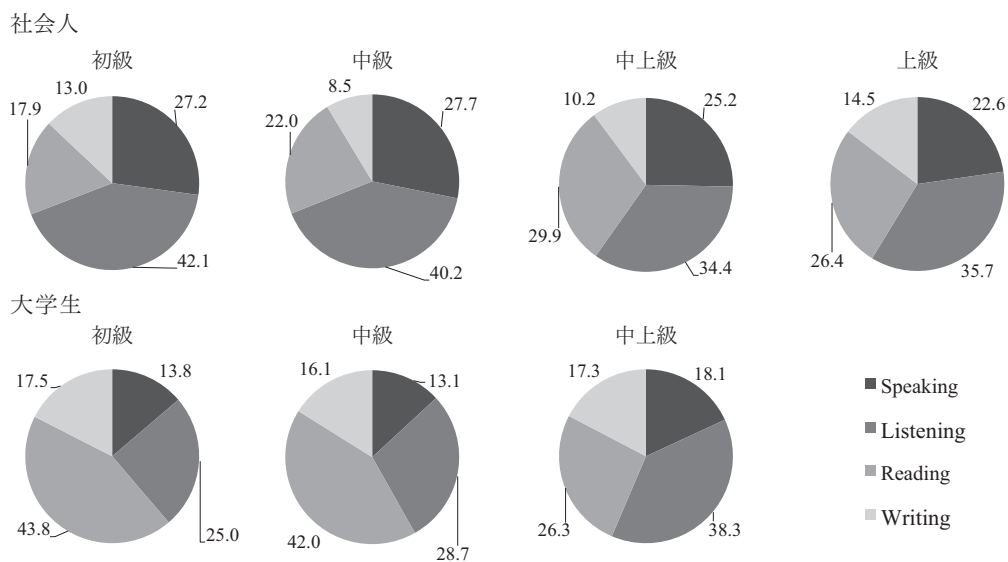 社会人
初級 中級 中上級 上級
13.0 27.2 17.9 42.1
8.5 27.7 22.0 40.2
10.2 25.2 29.9 34.4
14.5 22.6 26.4 35.7
大学生
初級 中級 中上級
17.5 13.8 43.8 25.0
16.1 13.1 42.0 28.7
17.3 18.1 26.3 38.3
Speaking
Listening
Reading
Writing